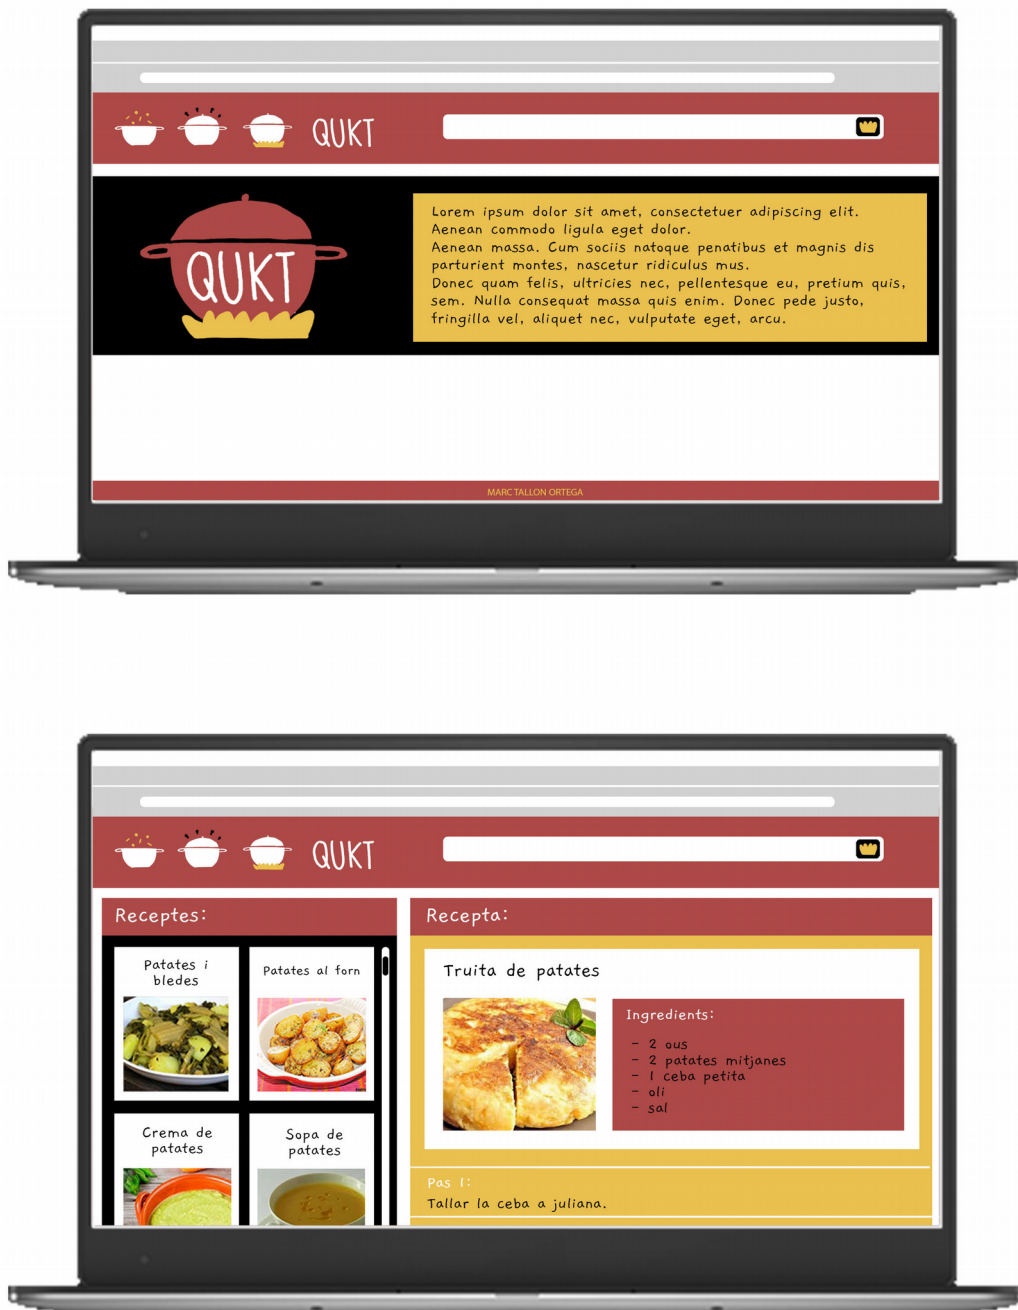 QUKT
QUKT
Lorem ipsum dolor sit amet, consectetuer adipiscing elit.
Aenean commodo ligula eget dolor.
Aenean massa. Cum sociis natoque penatibus et magnis dis
parturient montes, nascetur ridiculus mus.
Donec quam felis, ultricies nec, pellentesque eu, pretium quis,
sem. Nulla consequat massa quis enim. Donec pede justo,
fringilla vel, aliquet nec, vulputate eget, arcu.
MARC TALLON ORTEGA
QUKT
Receptes:
Patates i
bledes
Patates al forn
Crema de
patates
Sopa de
patates
Recepta:
Truita de patates
Ingredients:
- 2 ous
- 2 patates mitjanes
- 1 ceba petita
- oli
- sal
Pas 1:
Tallar la ceba a juliana.